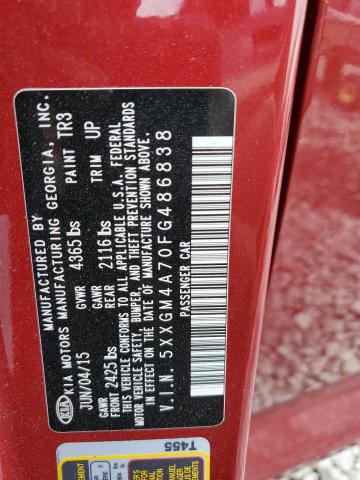 MANUFACTURED BY
KIA MOTORS MANUFACTURING GEORGIA, INC.
KIA
JUN/04/15 GVWR 4365 lbs PAINT TR3
GAWR FRONT 2425 lbs GAWR REAR 2116 lbs TRIM UP
THIS VEHICLE CONFORMS TO ALL APPLICABLE U.S.A. FEDERAL
MOTOR VEHICLE SAFETY, BUMPER, AND THEFT PREVENTION STANDARDS
IN EFFECT ON THE DATE OF MANUFACTURE SHOWN ABOVE.
V.I.N. 5XXGM4A70FG486838
PASSENGER CAR
T455